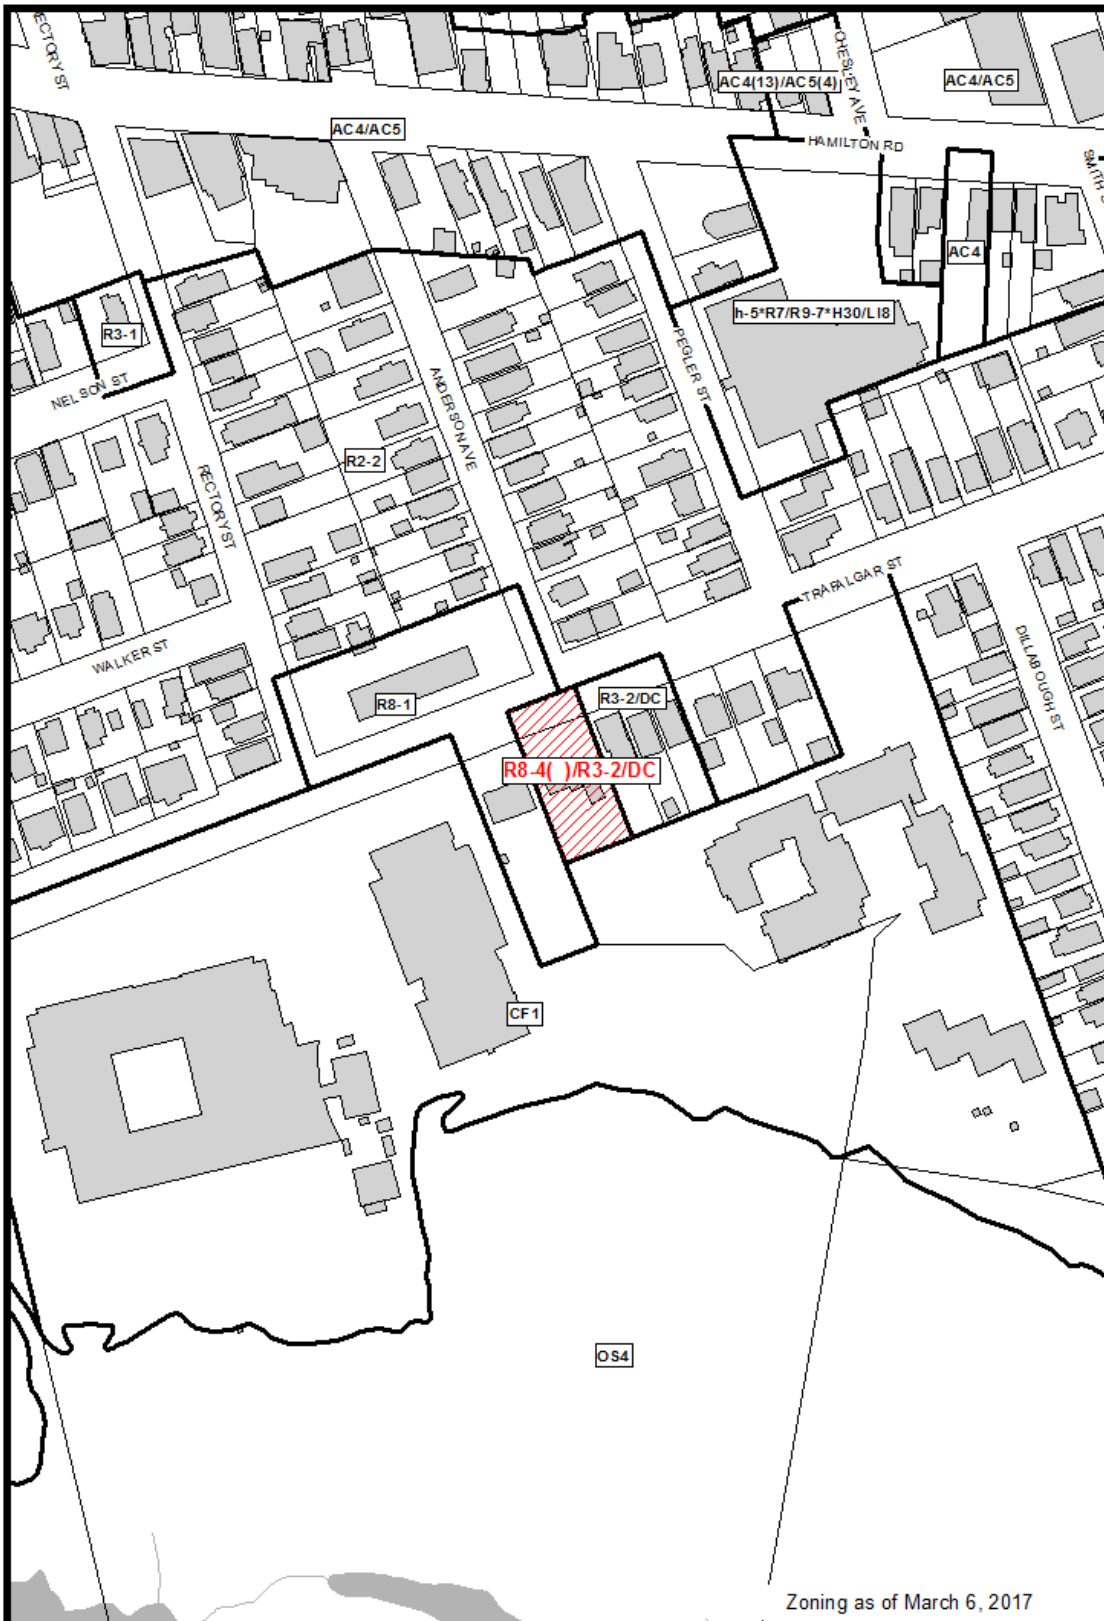 RECTORY ST
CHESLEY AVE
AC4(13)/AC5(4)
AC4/AC5
AC4/AC5
HAMILTON RD
AC4
R3-1
h-5*R7/R9-7*H30/LI8
PEGLER ST
NELSON ST
ANDERSON AVE
R2-2
RECTORY ST
TRAFALGAR ST
WALKER ST
DILLABOUGH ST
R8-1
R3-2/DC
R8-4( )/R3-2/DC
CF1
OS4
Zoning as of March 6, 2017